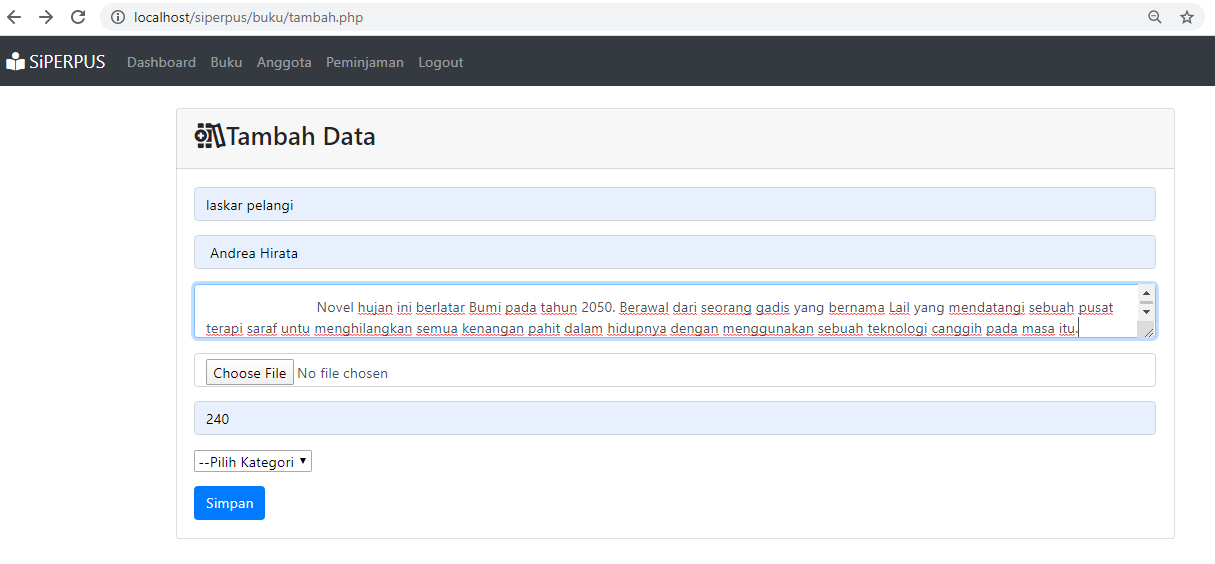 localhost/siperpus/buku/tambah.php
SiPERPUS Dashboard Buku Anggota Peminjaman Logout
Tambah Data
laskar pelangi
Andrea Hirata
Novel hujan ini berlatar Bumi pada tahun 2050. Berawal dari seorang gadis yang bernama Lail yang mendatangi sebuah pusat
terapi saraf untu menghilangkan semua kenangan pahit dalam hidupnya dengan menggunakan sebuah teknologi canggih pada masa itu.
Choose File No file chosen
240
--Pilih Kategori
Simpan